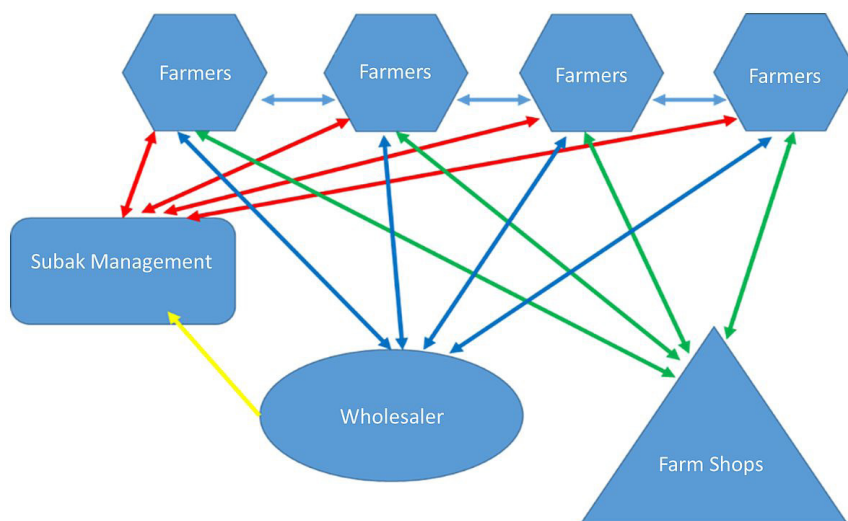 Farmers
Farmers
Farmers
Farmers
Subak Management
Wholesaler
Farm Shops